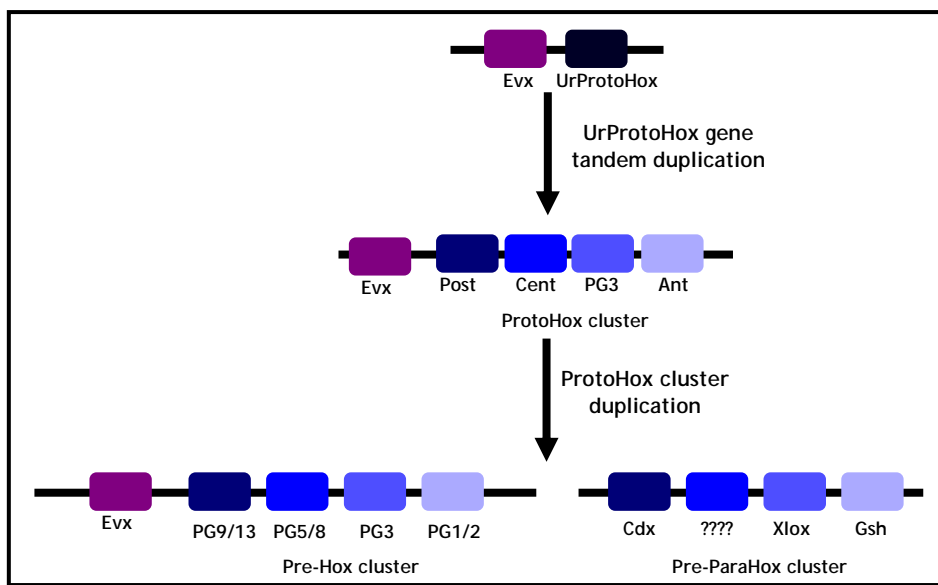 Evx UrProtoHox
UrProtoHox gene
tandem duplication
Evx Post Cent PG3 Ant
ProtoHox cluster
ProtoHox cluster
duplication
Evx PG9/13 PG5/8 PG3 PG1/2
Cdx ???? Xlox Gsh
Pre-Hox cluster
Pre-ParaHox cluster